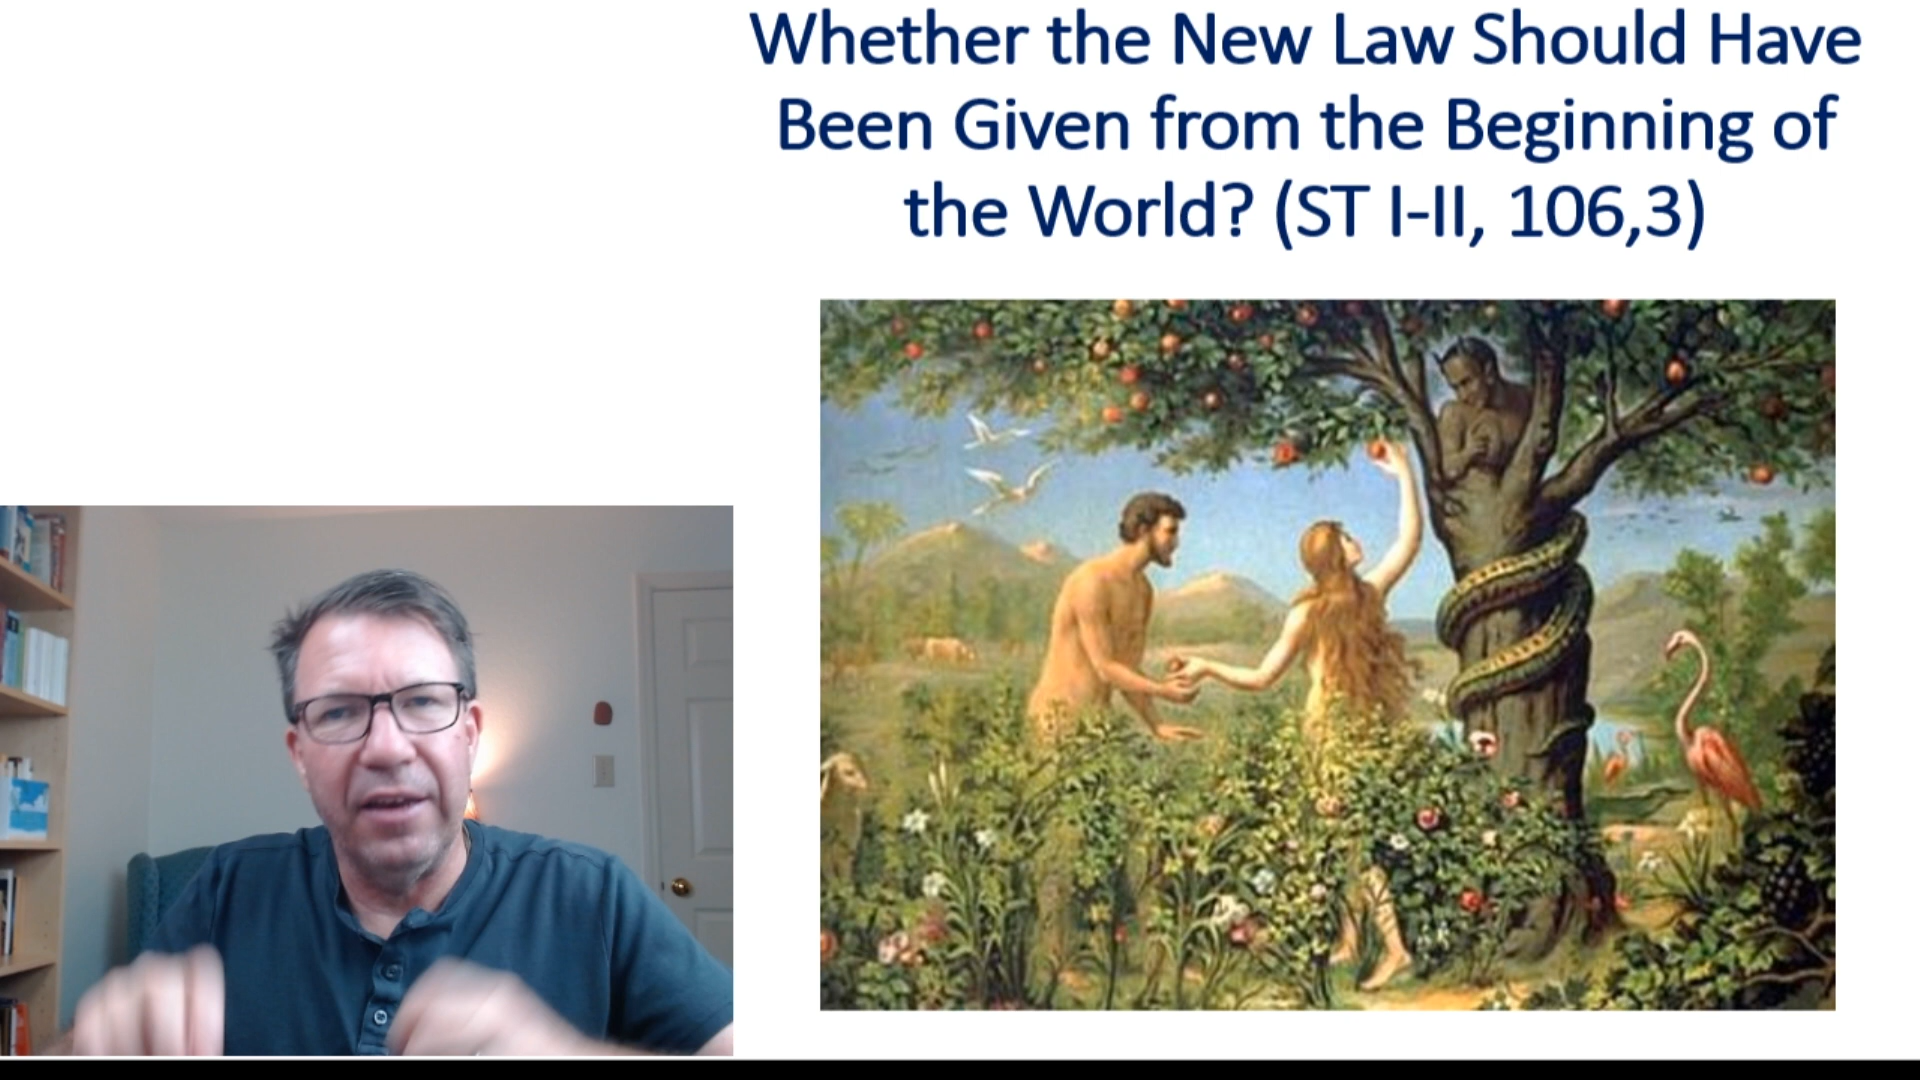 Whether the New Law Should Have
Been Given from the Beginning of
the World? (ST I-II, 106,3)